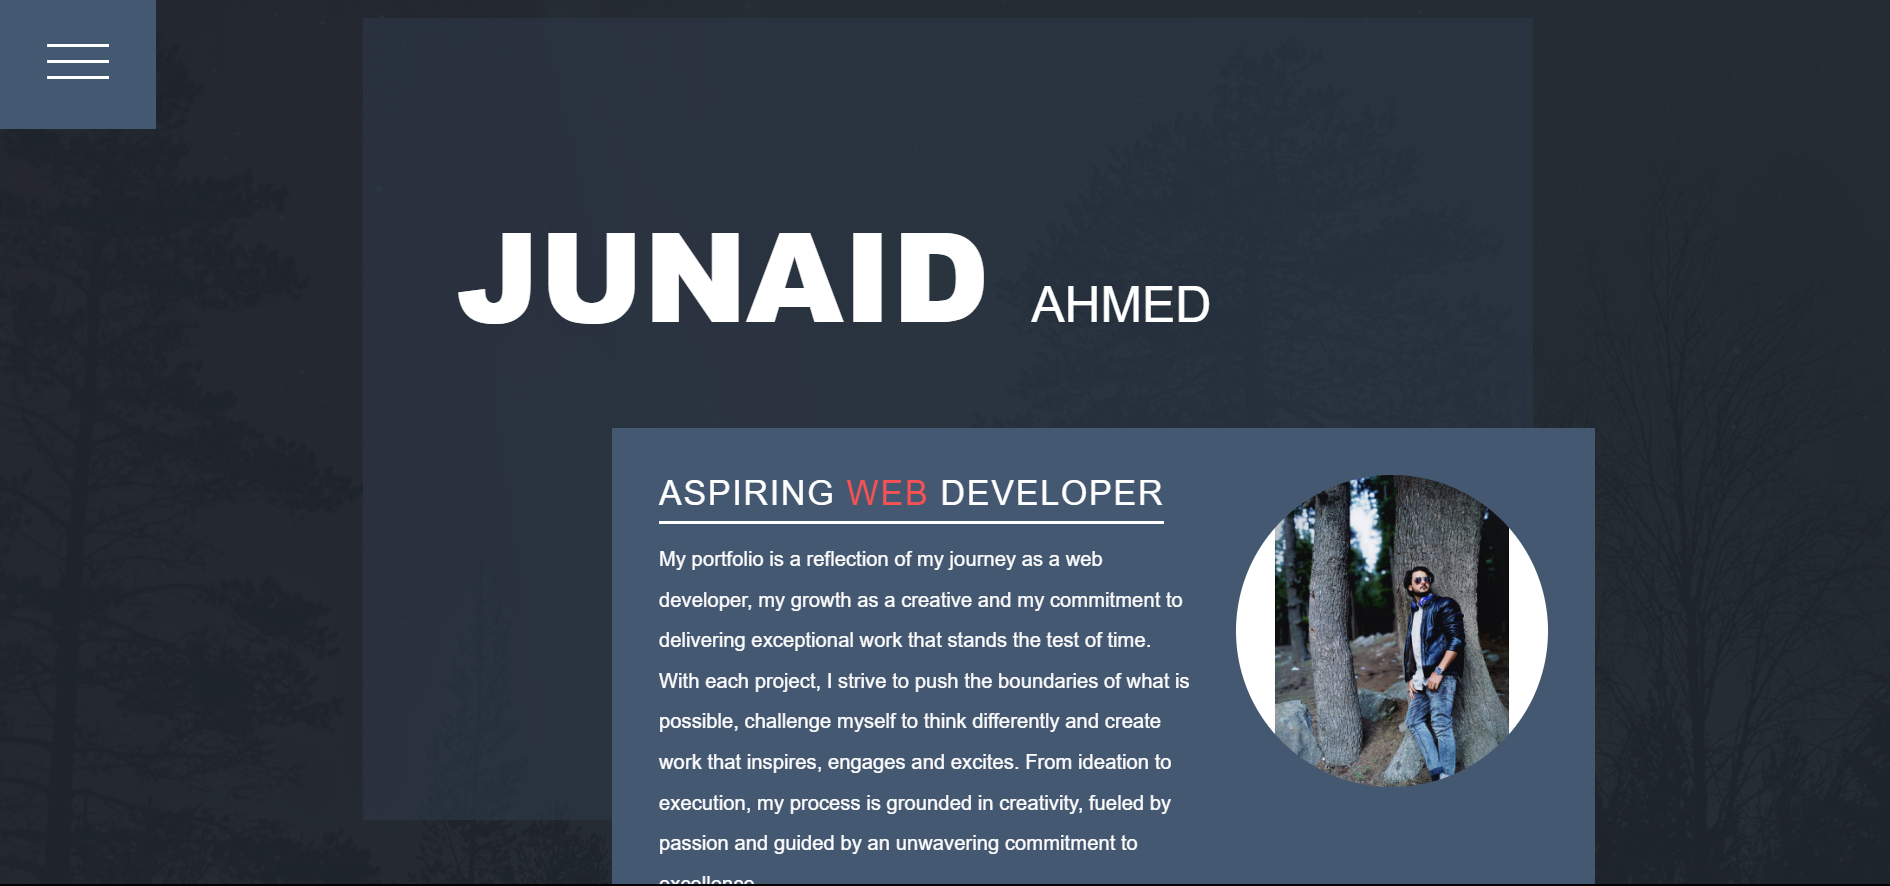 JUNAID AHMED
ASPIRING WEB DEVELOPER
My portfolio is a reflection of my journey as a web
developer, my growth as a creative and my commitment to
delivering exceptional work that stands the test of time.
With each project, I strive to push the boundaries of what is
possible, challenge myself to think differently and create
work that inspires, engages and excites. From ideation to
execution, my process is grounded in creativity, fueled by
passion and guided by an unwavering commitment to
excellence